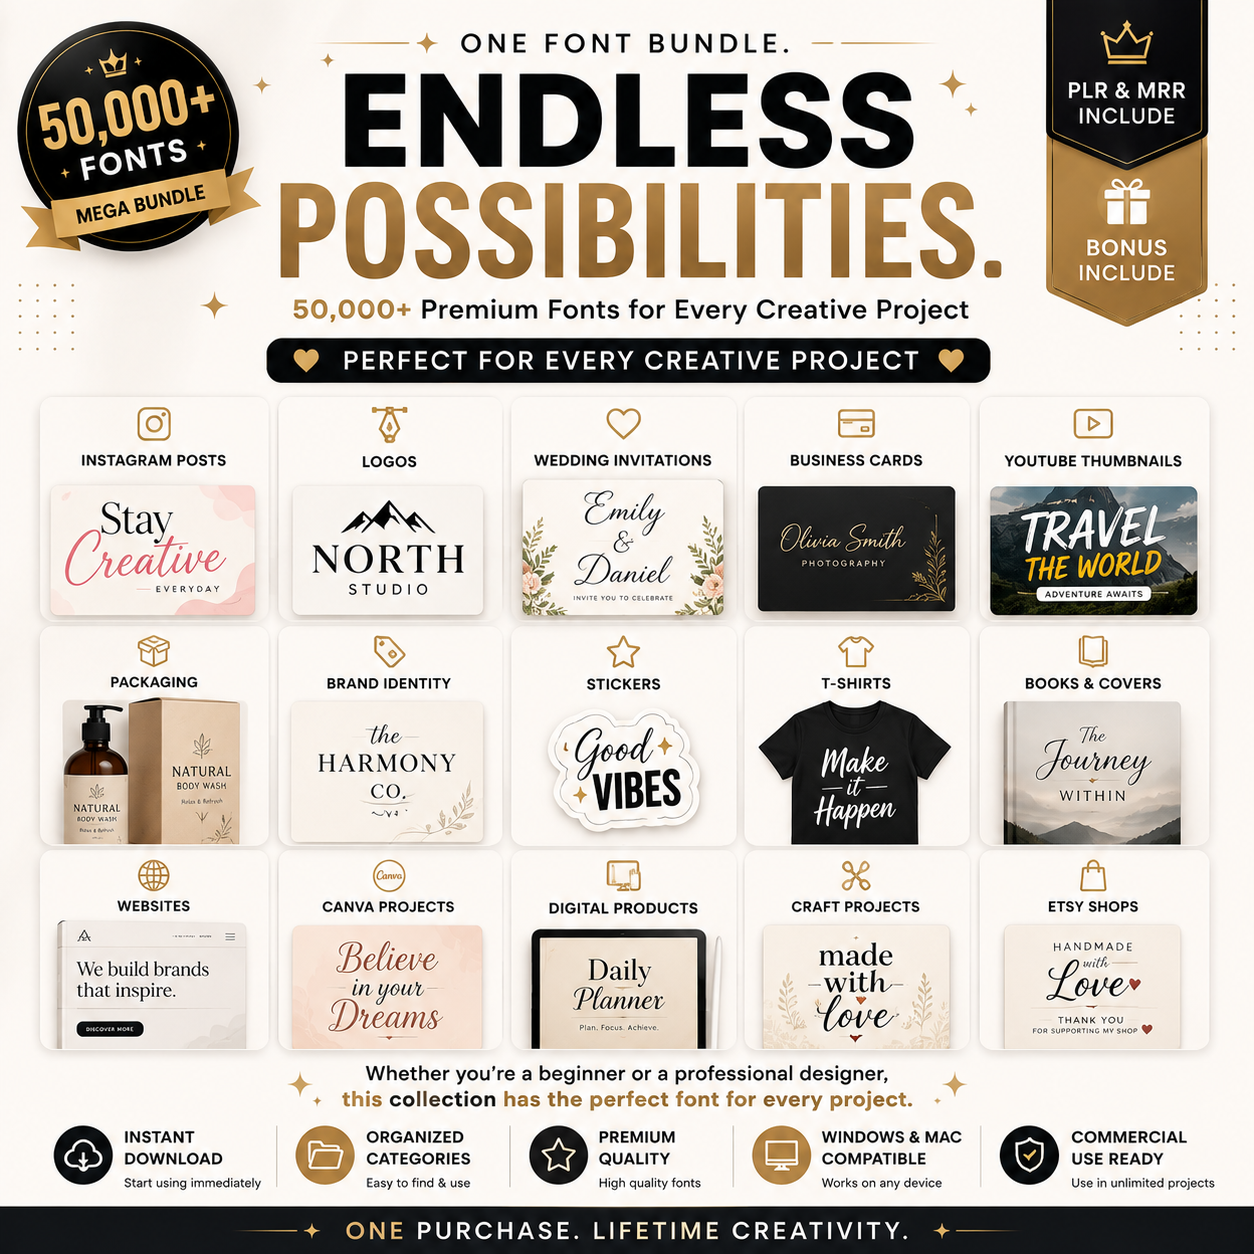 50,000+
FONTS
MEGA BUNDLE
ONE FONT BUNDLE.
ENDLESS
POSSIBILITIES.
50,000+ Premium Fonts for Every Creative Project
PERFECT FOR EVERY CREATIVE PROJECT
PLR & MRR
INCLUDE
BONUS
INCLUDE
INSTAGRAM POSTS
Stay
Creative
EVERYDAY
LOGOS
NORTH
STUDIO
WEDDING INVITATIONS
Emily
&
Daniel
INVITE YOU TO CELEBRATE
BUSINESS CARDS
Olivia Smith
PHOTOGRAPHY
YOUTUBE THUMBNAILS
TRAVEL
THE WORLD
ADVENTURE AWAITS
PACKAGING
NATURAL
BODY WASH
Relax & Refresh
NATURAL
BODY WASH
Relax & Refresh
BRAND IDENTITY
the
HARMONY
CO.
STICKERS
Good
VIBES
T-SHIRTS
Make
it
Happen
BOOKS & COVERS
The
Journey
WITHIN
WEBSITES
We build brands
that inspire.
DISCOVER MORE
Canva
CANVA PROJECTS
Believe
in your
Dreams
DIGITAL PRODUCTS
Daily
Planner
Plan. Focus. Achieve.
CRAFT PROJECTS
made
with
love
ETSY SHOPS
HANDMADE
with
Love
THANK YOU
FOR SUPPORTING MY SHOP
Whether you're a beginner or a professional designer,
this collection has the perfect font for every project.
INSTANT
DOWNLOAD
Start using immediately
ORGANIZED
CATEGORIES
Easy to find & use
PREMIUM
QUALITY
High quality fonts
WINDOWS & MAC
COMPATIBLE
Works on any device
COMMERCIAL
USE READY
Use in unlimited projects
ONE PURCHASE. LIFETIME CREATIVITY.